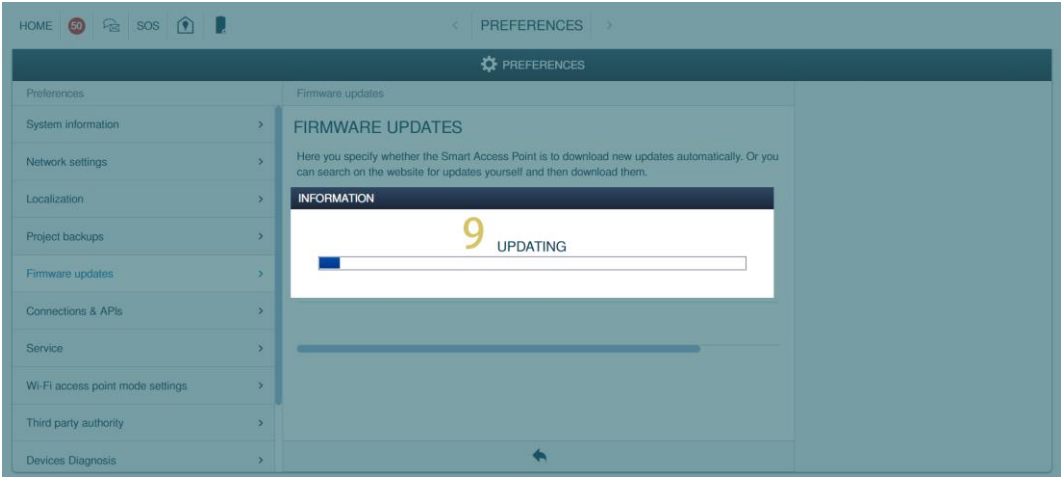 HOME 50 SOS PREFERENCES
PREFERENCES
Preferences
System information
Network settings
Localization
Project backups
Firmware updates
Connections & APIs
Service
Wi-Fi access point mode settings
Third party authority
Devices Diagnosis
Firmware updates
FIRMWARE UPDATES
Here you specify whether the Smart Access Point is to download new updates automatically. Or you
can search on the website for updates yourself and then download them.
INFORMATION
9
UPDATING